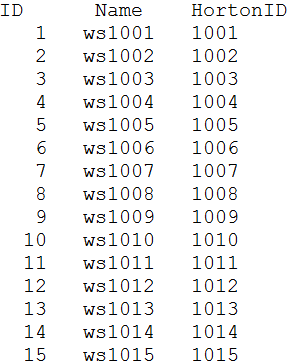 ID Name HortonID
1 ws1001 1001
2 ws1002 1002
3 ws1003 1003
4 ws1004 1004
5 ws1005 1005
6 ws1006 1006
7 ws1007 1007
8 ws1008 1008
9 ws1009 1009
10 ws1010 1010
11 ws1011 1011
12 ws1012 1012
13 ws1013 1013
14 ws1014 1014
15 ws1015 1015